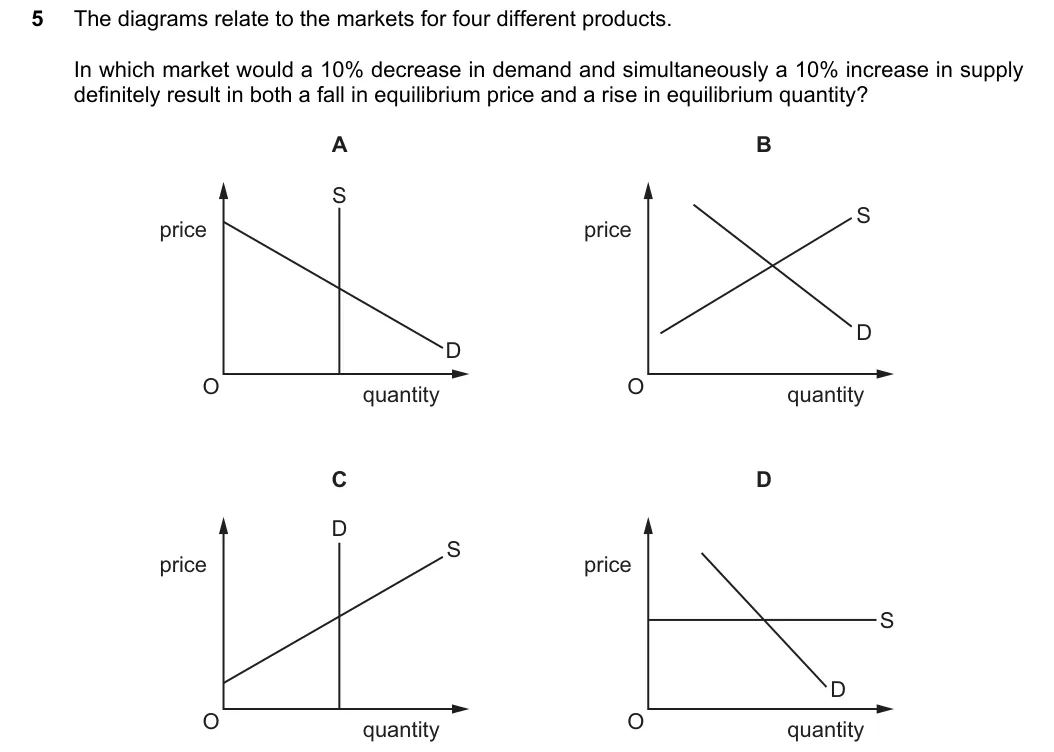 5 The diagrams relate to the markets for four different products.
In which market would a 10% decrease in demand and simultaneously a 10% increase in supply
definitely result in both a fall in equilibrium price and a rise in equilibrium quantity?
A
B
S
price
D
O
quantity
S
price
D
O
quantity
C
D
D
S
price
O
quantity
price
S
D
O
quantity